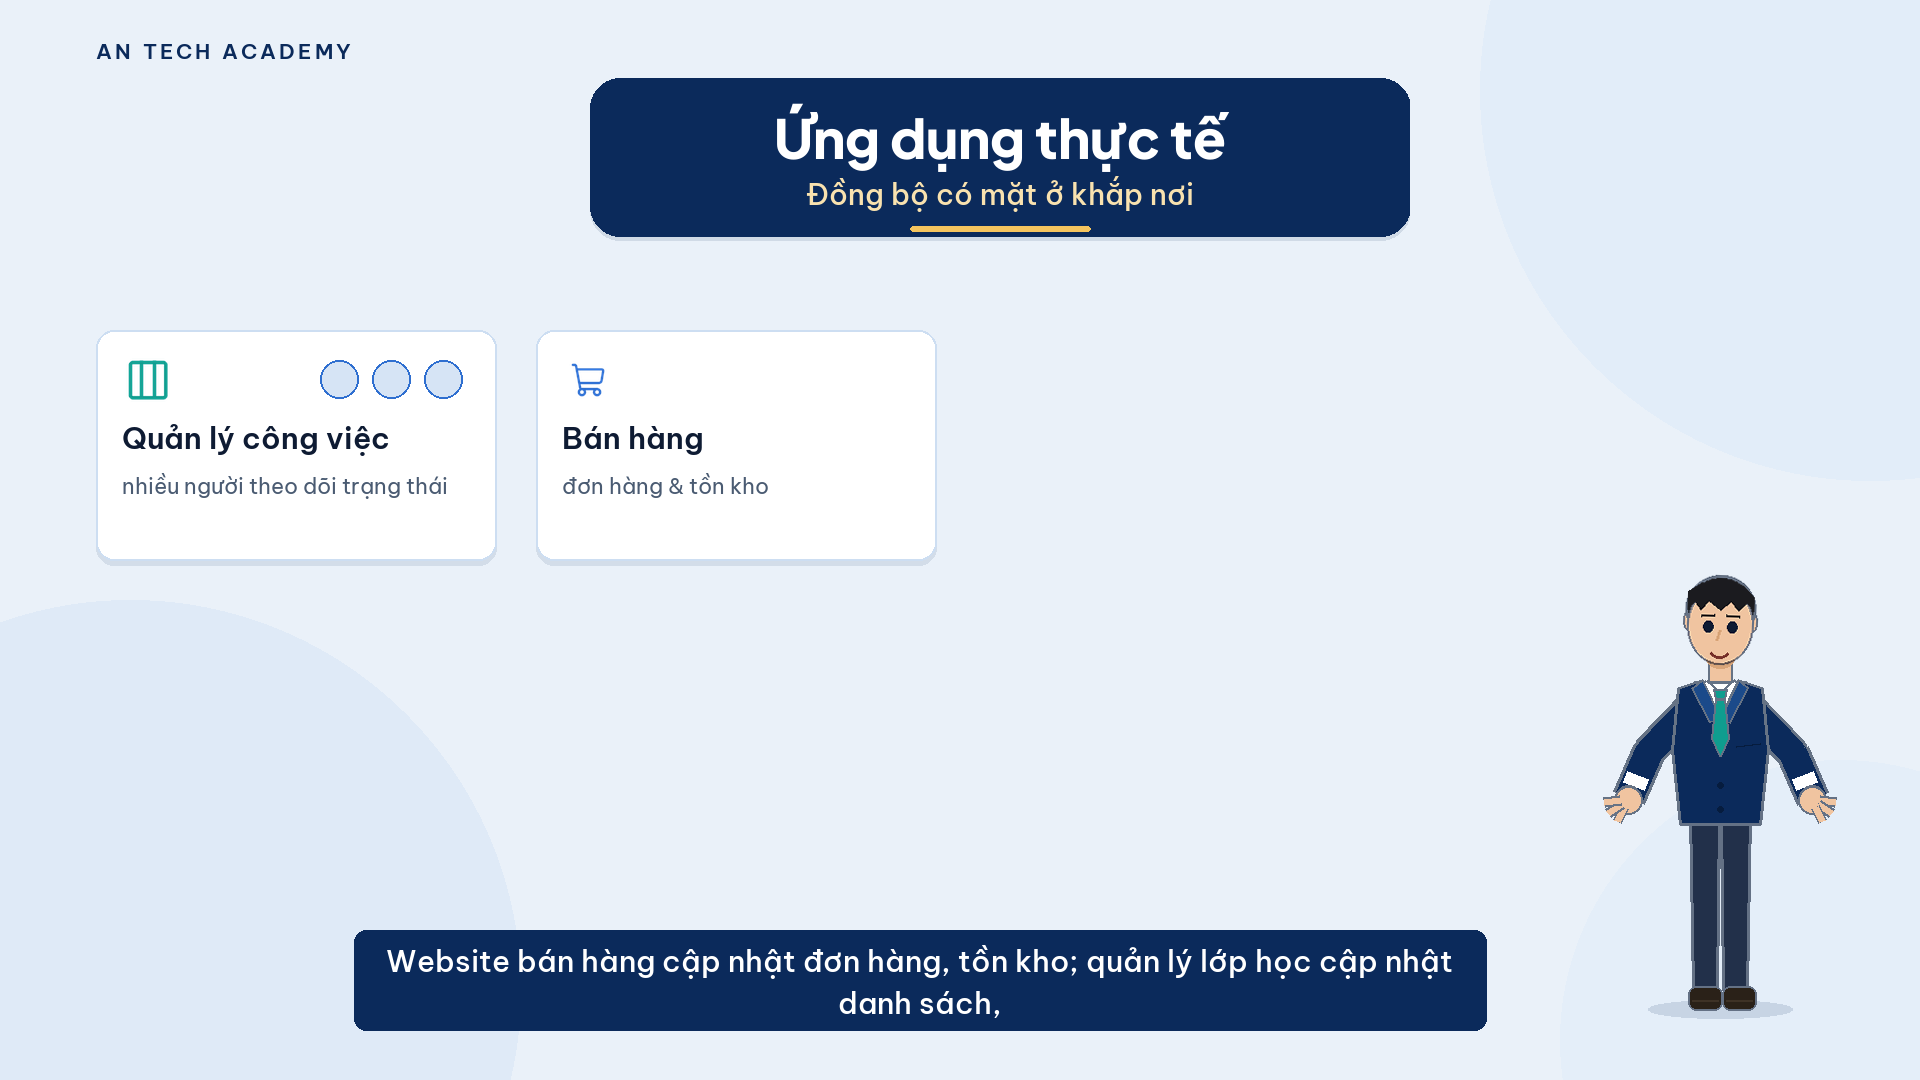 AN TECH ACADEMY
Ứng dụng thực tế
Đồng bộ có mặt ở khắp nơi
Quản lý công việc
nhiều người theo dõi trạng thái
Bán hàng
đơn hàng & tồn kho
Website bán hàng cập nhật đơn hàng, tồn kho; quản lý lớp học cập nhật
danh sách,